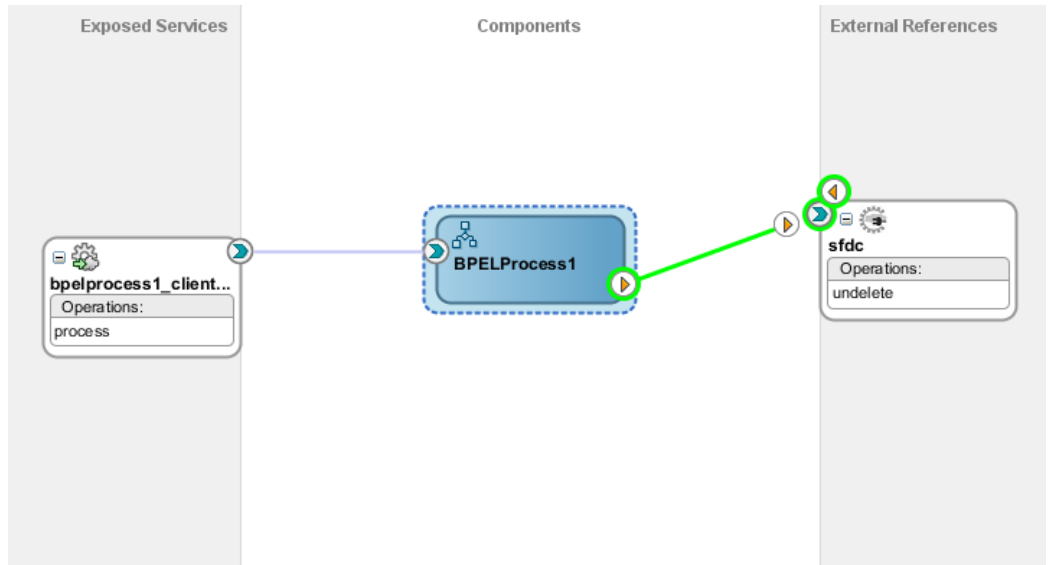 Exposed Services
Components
External References
bpelprocess1_client...
Operations:
process
BPELProcess1
sfdc
Operations:
undelete